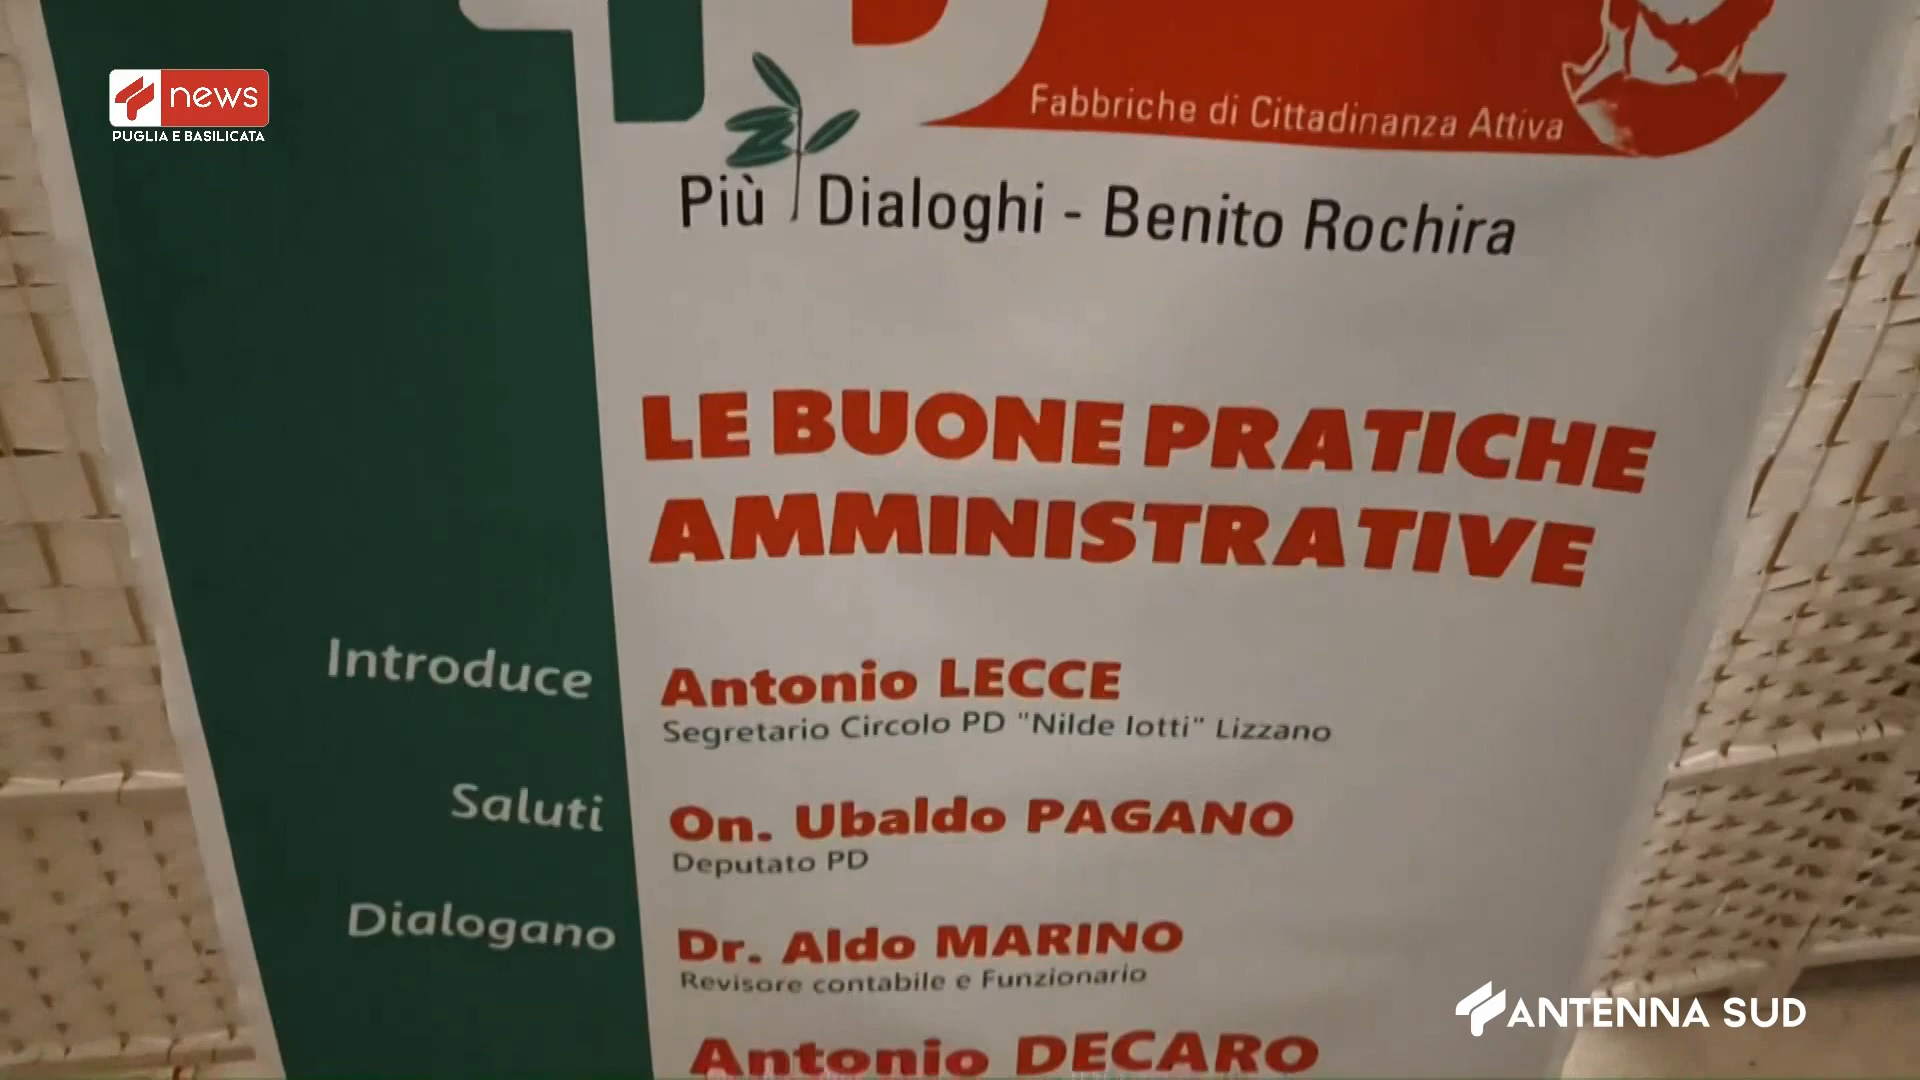 news
PUGLIA E BASILICATA
PD
Fabbriche di Cittadinanza Attiva
Più Dialoghi - Benito Rochira
LE BUONE PRATICHE
AMMINISTRATIVE
Introduce
Antonio LECCE
Segretario Circolo PD "Nilde Iotti" Lizzano
Saluti
On. Ubaldo PAGANO
Deputato PD
Dialogano
Dr. Aldo MARINO
Revisore contabile e Funzionario
Antonio DECARO
ANTENNA SUD